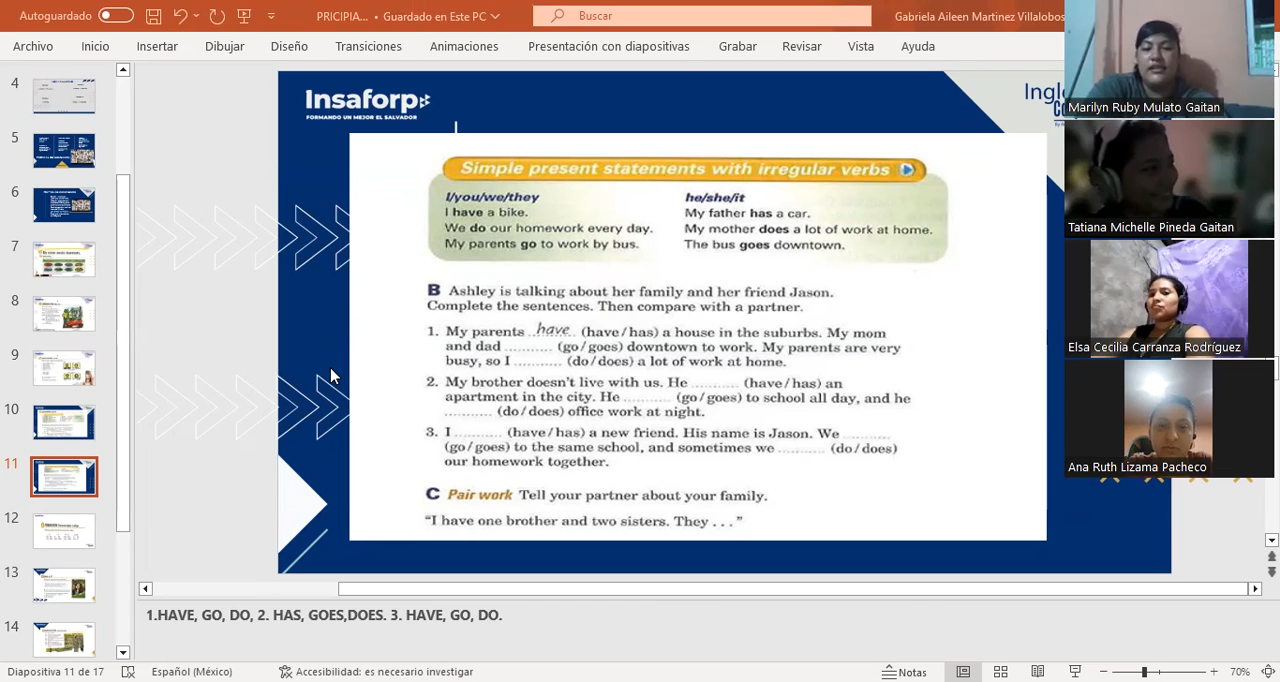 Autoguardado
PRICIPIA... • Guardado en Este PC
Buscar
Gabriela Aileen Martinez Villalobos
Archivo Inicio Insertar Dibujar Diseño Transiciones Animaciones Presentación con diapositivas Grabar Revisar Vista Ayuda
4
5
6
7
8
9
10
11
12
13
14
Insaforp
FORMANDO UN MEJOR EL SALVADOR
Simple present statements with irregular verbs
I/you/we/they
I have a bike.
We do our homework every day.
My parents go to work by bus.
he/she/it
My father has a car.
My mother does a lot of work at home.
The bus goes downtown.
B Ashley is talking about her family and her friend Jason.
Complete the sentences. Then compare with a partner.
1. My parents ...have... (have/has) a house in the suburbs. My mom
and dad .......... (go/goes) downtown to work. My parents are very
busy, so I .......... (do/does) a lot of work at home.
2. My brother doesn't live with us. He .......... (have/has) an
apartment in the city. He .......... (go/goes) to school all day, and he
.......... (do/does) office work at night.
3. I .......... (have/has) a new friend. His name is Jason. We ..........
(go/goes) to the same school, and sometimes we .......... (do/does)
our homework together.
C Pair work Tell your partner about your family.
"I have one brother and two sisters. They . . . "
Marilyn Ruby Mulato Gaitan
Tatiana Michelle Pineda Gaitan
Elsa Cecilia Carranza Rodríguez
Ana Ruth Lizama Pacheco
1.HAVE, GO, DO, 2. HAS, GOES,DOES. 3. HAVE, GO, DO.
Diapositiva 11 de 17
Español (México)
Accesibilidad: es necesario investigar
Notas
70%